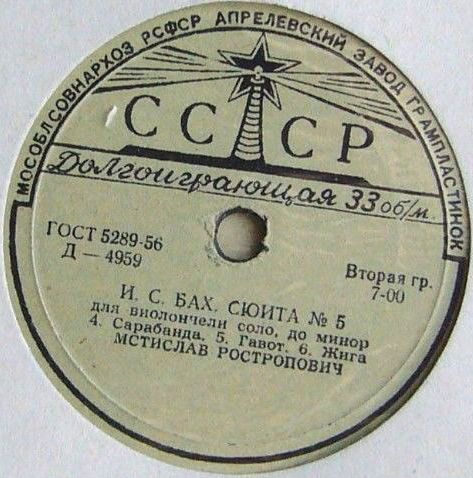 МОСОБЛСОВНАРХОЗ РСФСР АПРЕЛЕВСКИЙ ЗАВОД ГРАМПЛАСТИНОК
СССР
Долгоиграющая 33 об/м.
ГОСТ 5289-56
Д — 4959
Вторая гр.
7-00
И. С. БАХ. СЮИТА № 5
для виолончели соло, до минор
4. Сарабанда. 5. Гавот. 6. Жига
МСТИСЛАВ РОСТРОПОВИЧ